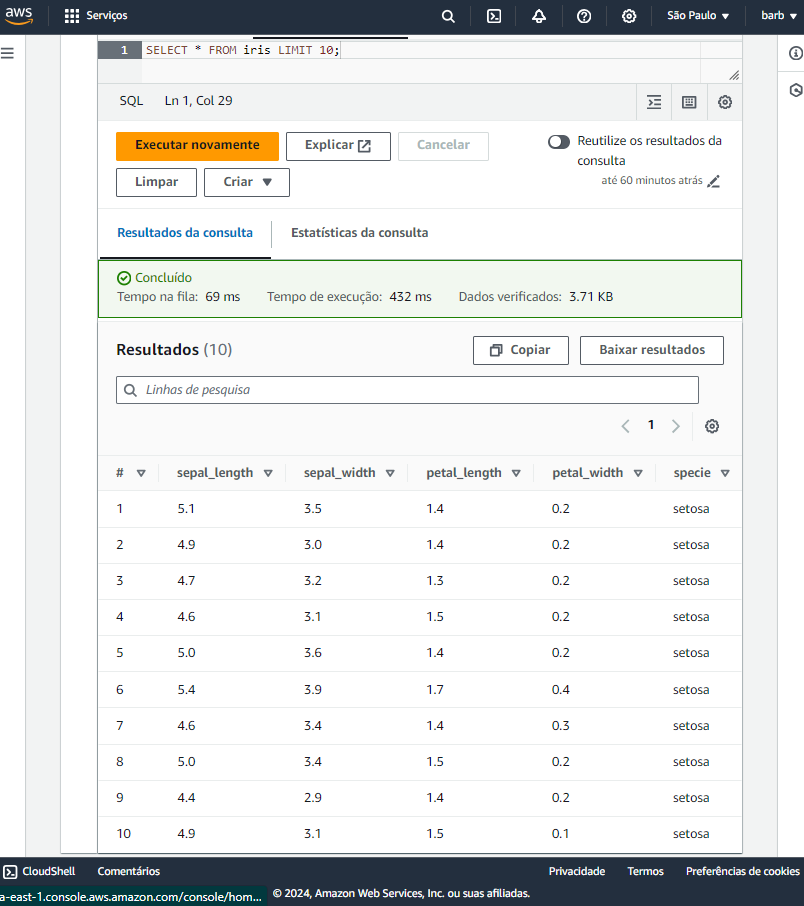 aws Serviços São Paulo ▼ barb ▼
1 SELECT * FROM iris LIMIT 10;
SQL Ln 1, Col 29
Executar novamente Explicar Cancelar Reutilize os resultados da
consulta
Limpar Criar ▼ até 60 minutos atrás
Resultados da consulta Estatísticas da consulta
Concluído
Tempo na fila: 69 ms Tempo de execução: 432 ms Dados verificados: 3.71 KB
Resultados (10) Copiar Baixar resultados
Linhas de pesquisa
1
# sepal_length sepal_width petal_length petal_width specie
1 5.1 3.5 1.4 0.2 setosa
2 4.9 3.0 1.4 0.2 setosa
3 4.7 3.2 1.3 0.2 setosa
4 4.6 3.1 1.5 0.2 setosa
5 5.0 3.6 1.4 0.2 setosa
6 5.4 3.9 1.7 0.4 setosa
7 4.6 3.4 1.4 0.3 setosa
8 5.0 3.4 1.5 0.2 setosa
9 4.4 2.9 1.4 0.2 setosa
10 4.9 3.1 1.5 0.1 setosa
CloudShell Comentários Privacidade Termos Preferências de cookies
a-east-1.console.aws.amazon.com/console/hom... © 2024, Amazon Web Services, Inc. ou suas afiliadas.